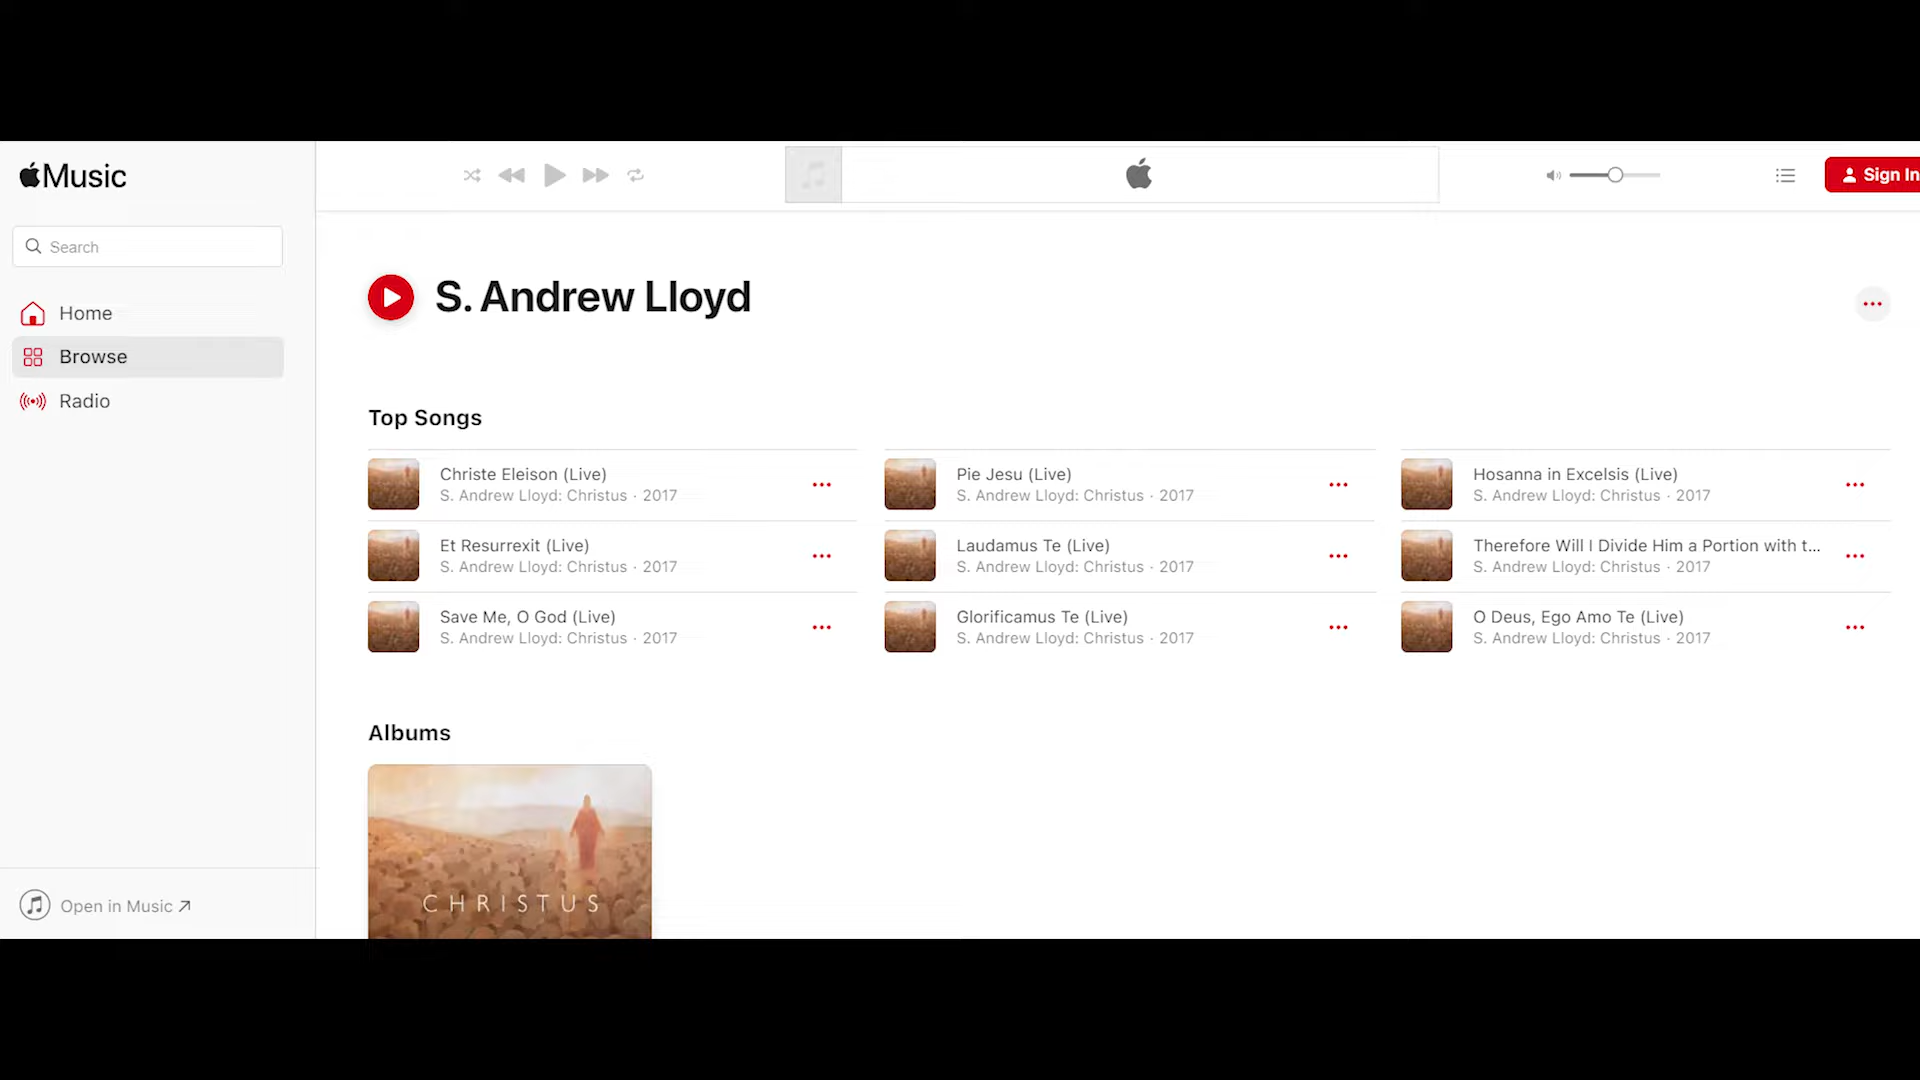 Music
Search
Home
Browse
Radio
Open in Music
Sign In
S. Andrew Lloyd
Top Songs
Christe Eleison (Live)
S. Andrew Lloyd: Christus · 2017
Pie Jesu (Live)
S. Andrew Lloyd: Christus · 2017
Hosanna in Excelsis (Live)
S. Andrew Lloyd: Christus · 2017
Et Resurrexit (Live)
S. Andrew Lloyd: Christus · 2017
Laudamus Te (Live)
S. Andrew Lloyd: Christus · 2017
Therefore Will I Divide Him a Portion with t...
S. Andrew Lloyd: Christus · 2017
Save Me, O God (Live)
S. Andrew Lloyd: Christus · 2017
Glorificamus Te (Live)
S. Andrew Lloyd: Christus · 2017
O Deus, Ego Amo Te (Live)
S. Andrew Lloyd: Christus · 2017
Albums
CHRISTUS